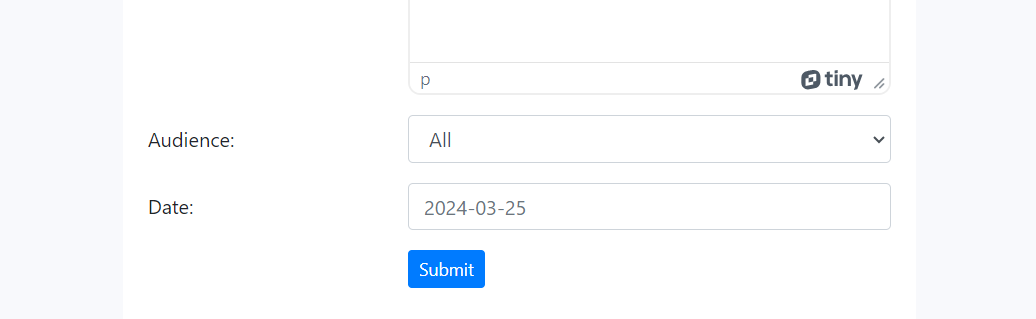 p tiny
Audience: All
Date: 2024-03-25
Submit